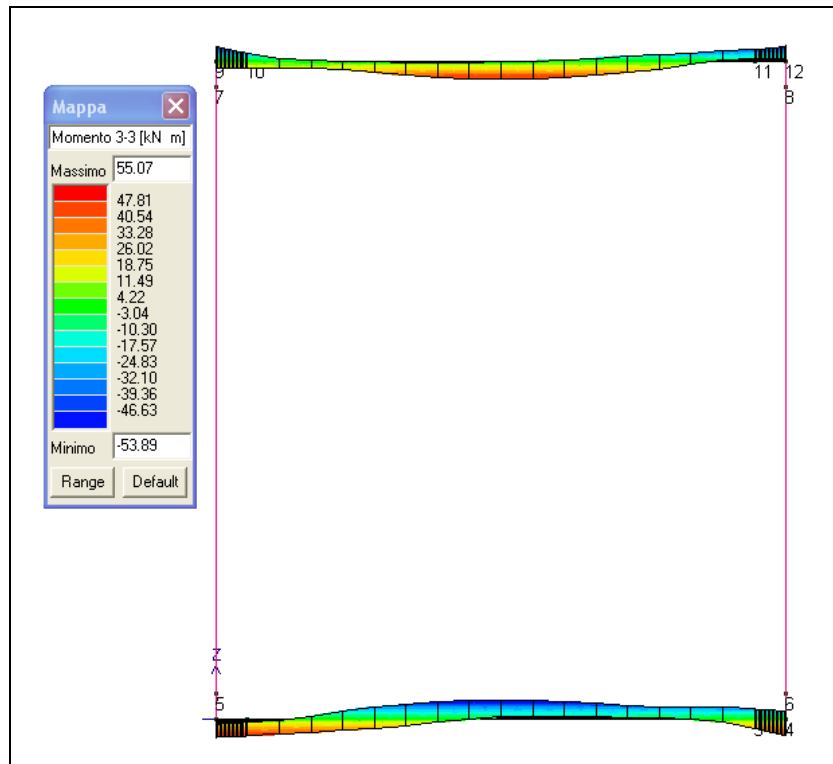 9 10 11 12
Mappa
7 8
Momento 3-3 [kN m]
Massimo 55.07
47.81
40.54
33.28
26.02
18.75
11.49
4.22
-3.04
-10.30
-17.57
-24.83
-32.10
-39.36
-46.63
Minimo -53.89
Range Default
Z
5 6
3 4